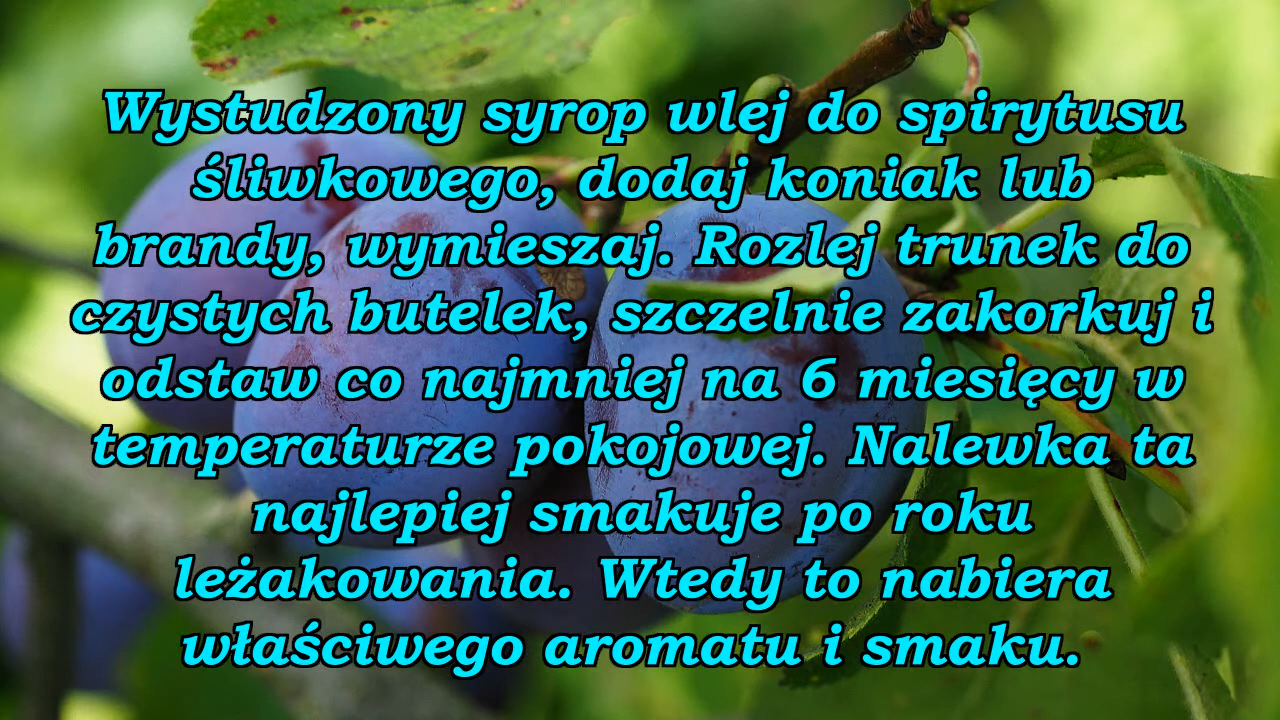 Wystudzony syrop wlej do spirytusu
śliwkowego, dodaj koniak lub
brandy, wymieszaj. Rozlej trunek do
czystych butelek, szczelnie zakorkuj i
odstaw co najmniej na 6 miesięcy w
temperaturze pokojowej. Nalewka ta
najlepiej smakuje po roku
leżakowania. Wtedy to nabiera
właściwego aromatu i smaku.